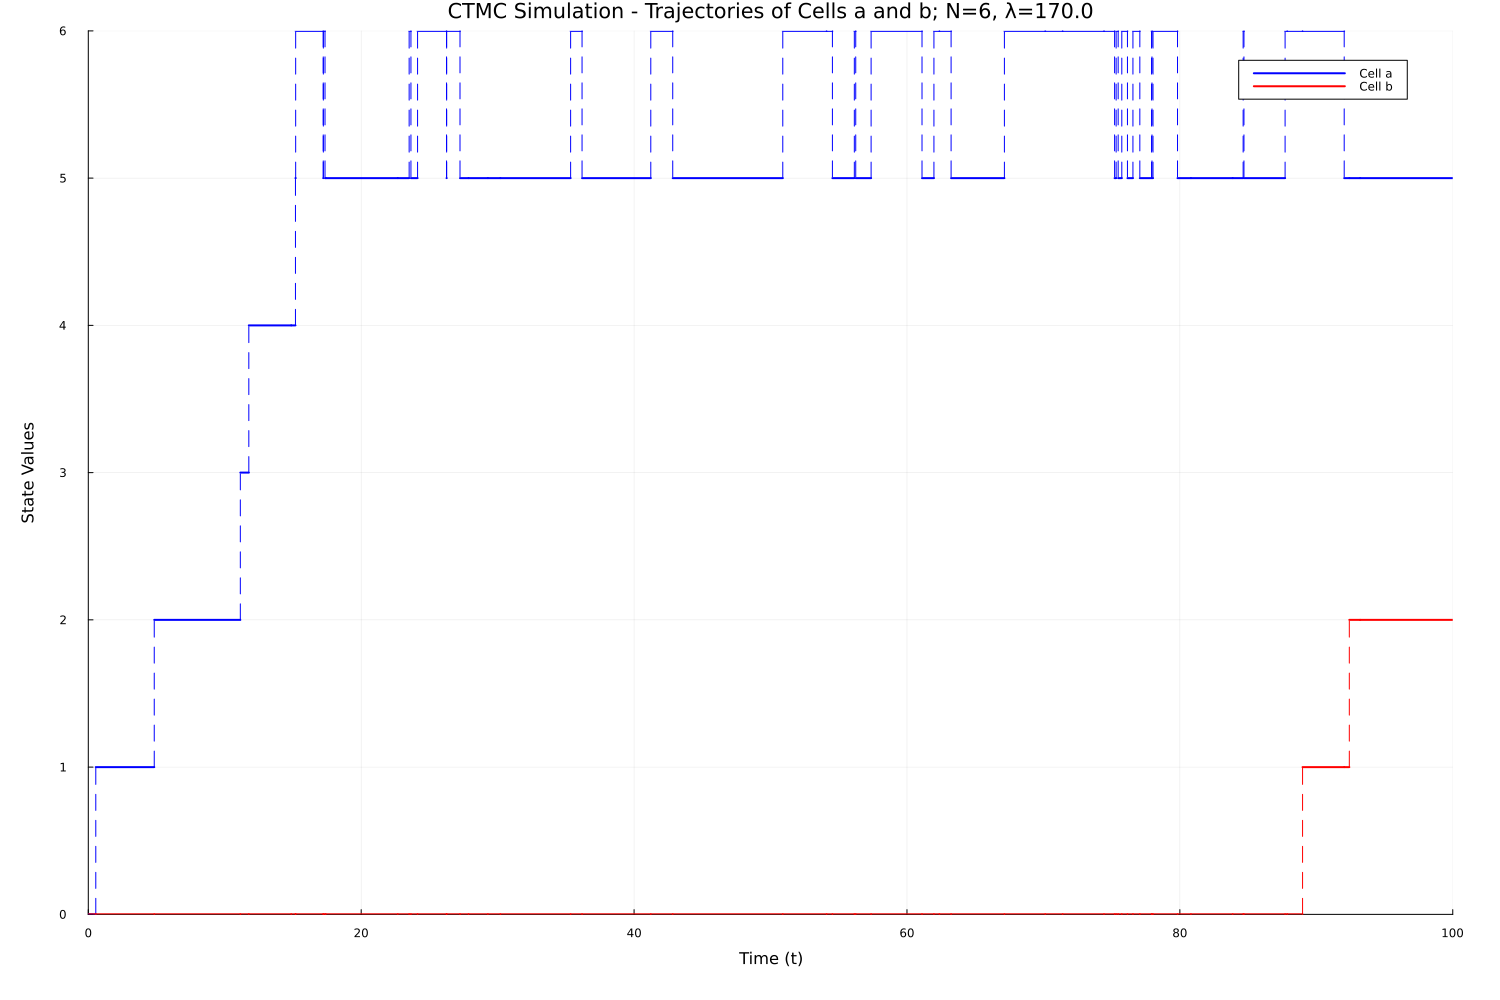 CTMC Simulation - Trajectories of Cells a and b; N=6, λ=170.0
6
Cell a
Cell b
5
4
State Values
3
2
1
0
0 20 40 60 80 100
Time (t)